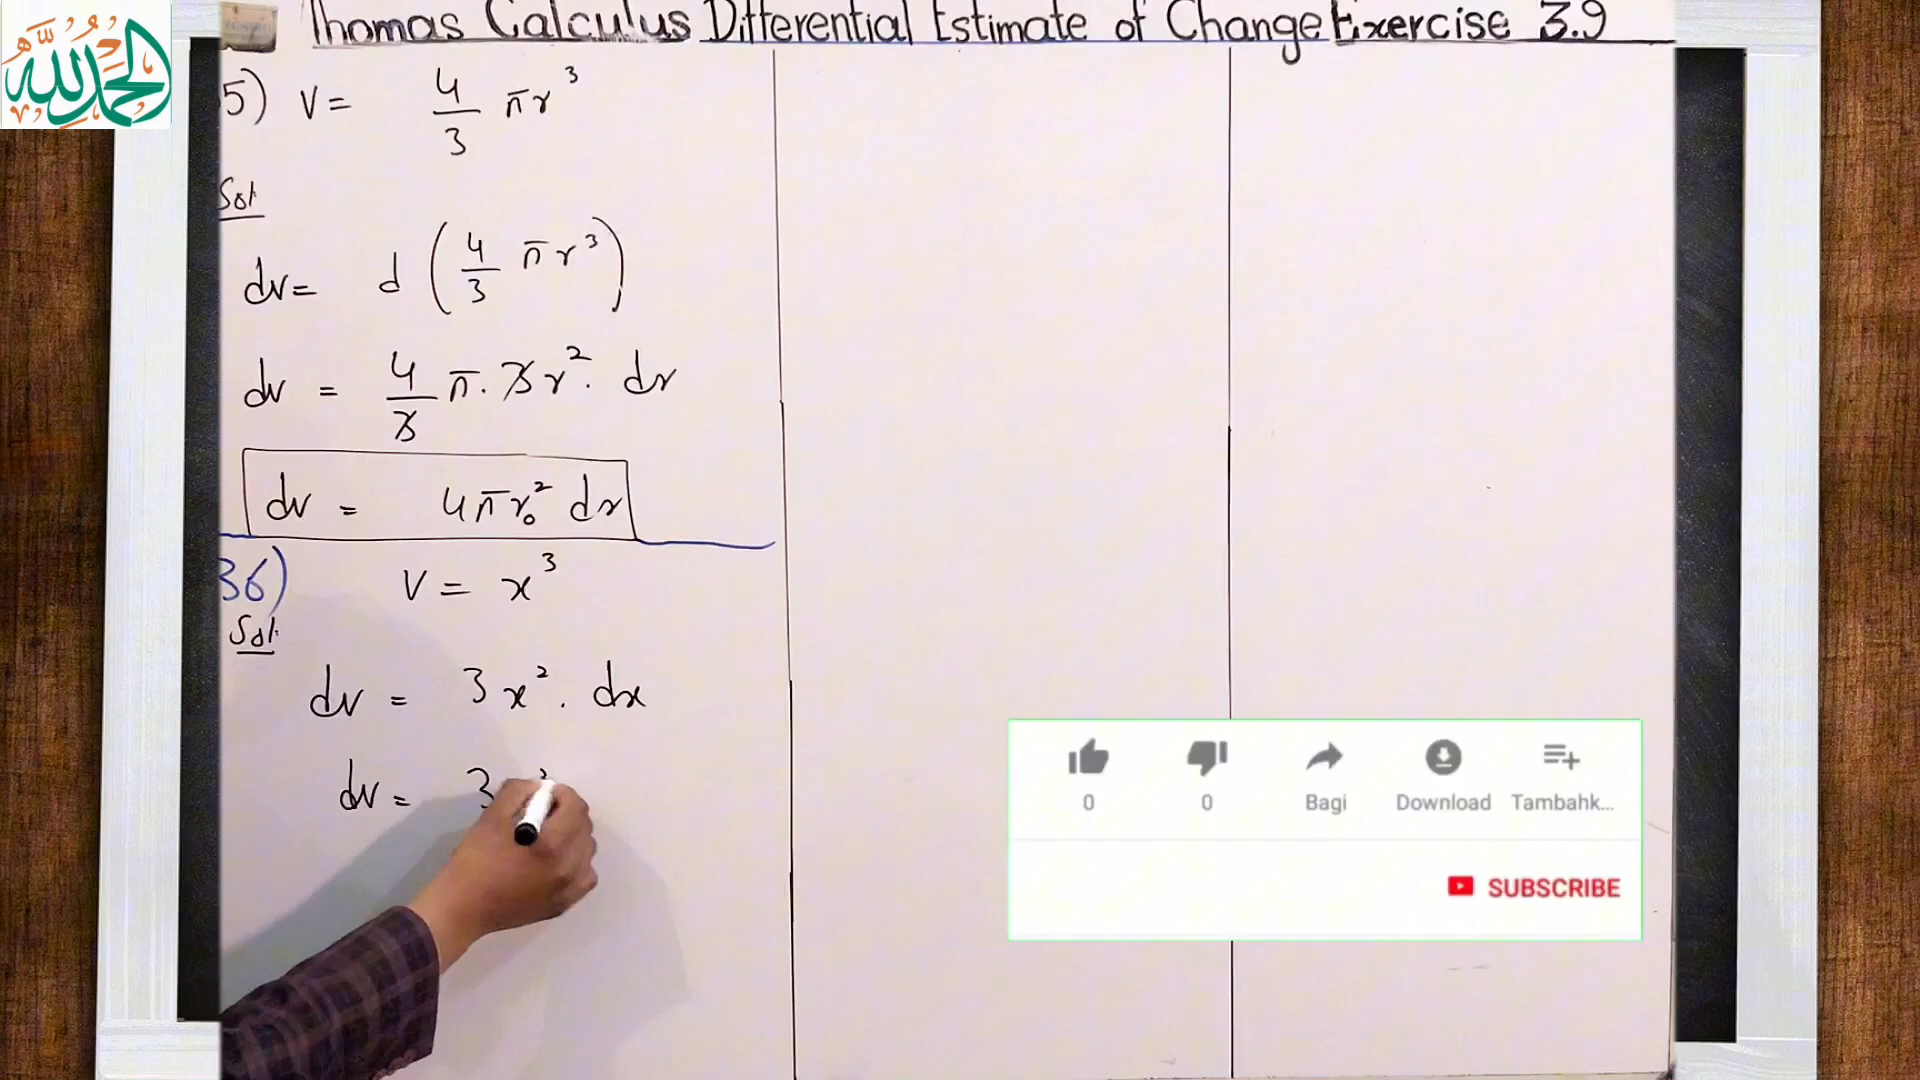 الحمدلله
Thomas Calculus Differential Estimate of Change Exercise 3.9
5) V = 4/3 πr³
Sol
dv = d (4/3 πr³)
dv = 4/3 π . 3r² . dr
dv = 4πr₀² dr
36) V = x³
Sol
dv = 3x² . dx
dv = 3
0 0 Bagi Download Tambahk...
SUBSCRIBE